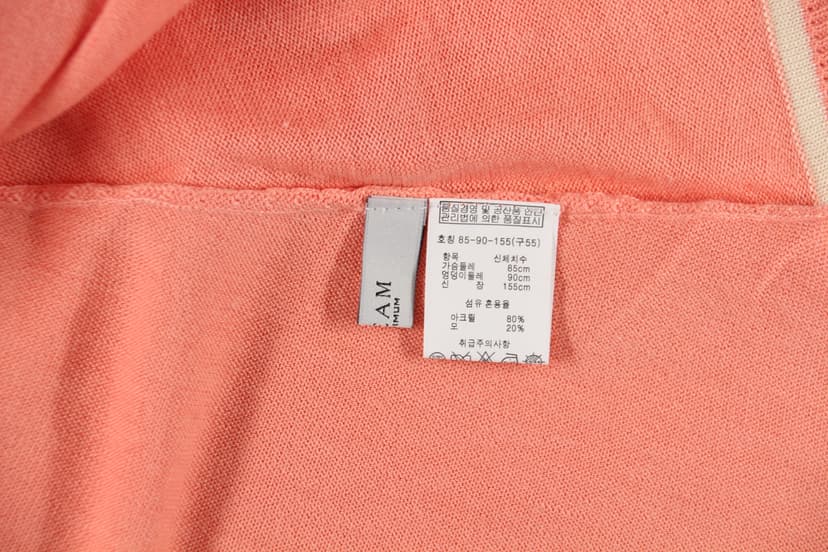 AM
IMUM
품질경영 및 공산품 안전
관리법에 의한 품질표시
호칭 85-90-155(구55)
항목 신체치수
가슴둘레 85cm
엉덩이둘레 90cm
신 장 155cm
섬유 혼용율
아크릴 80%
모 20%
취급주의사항